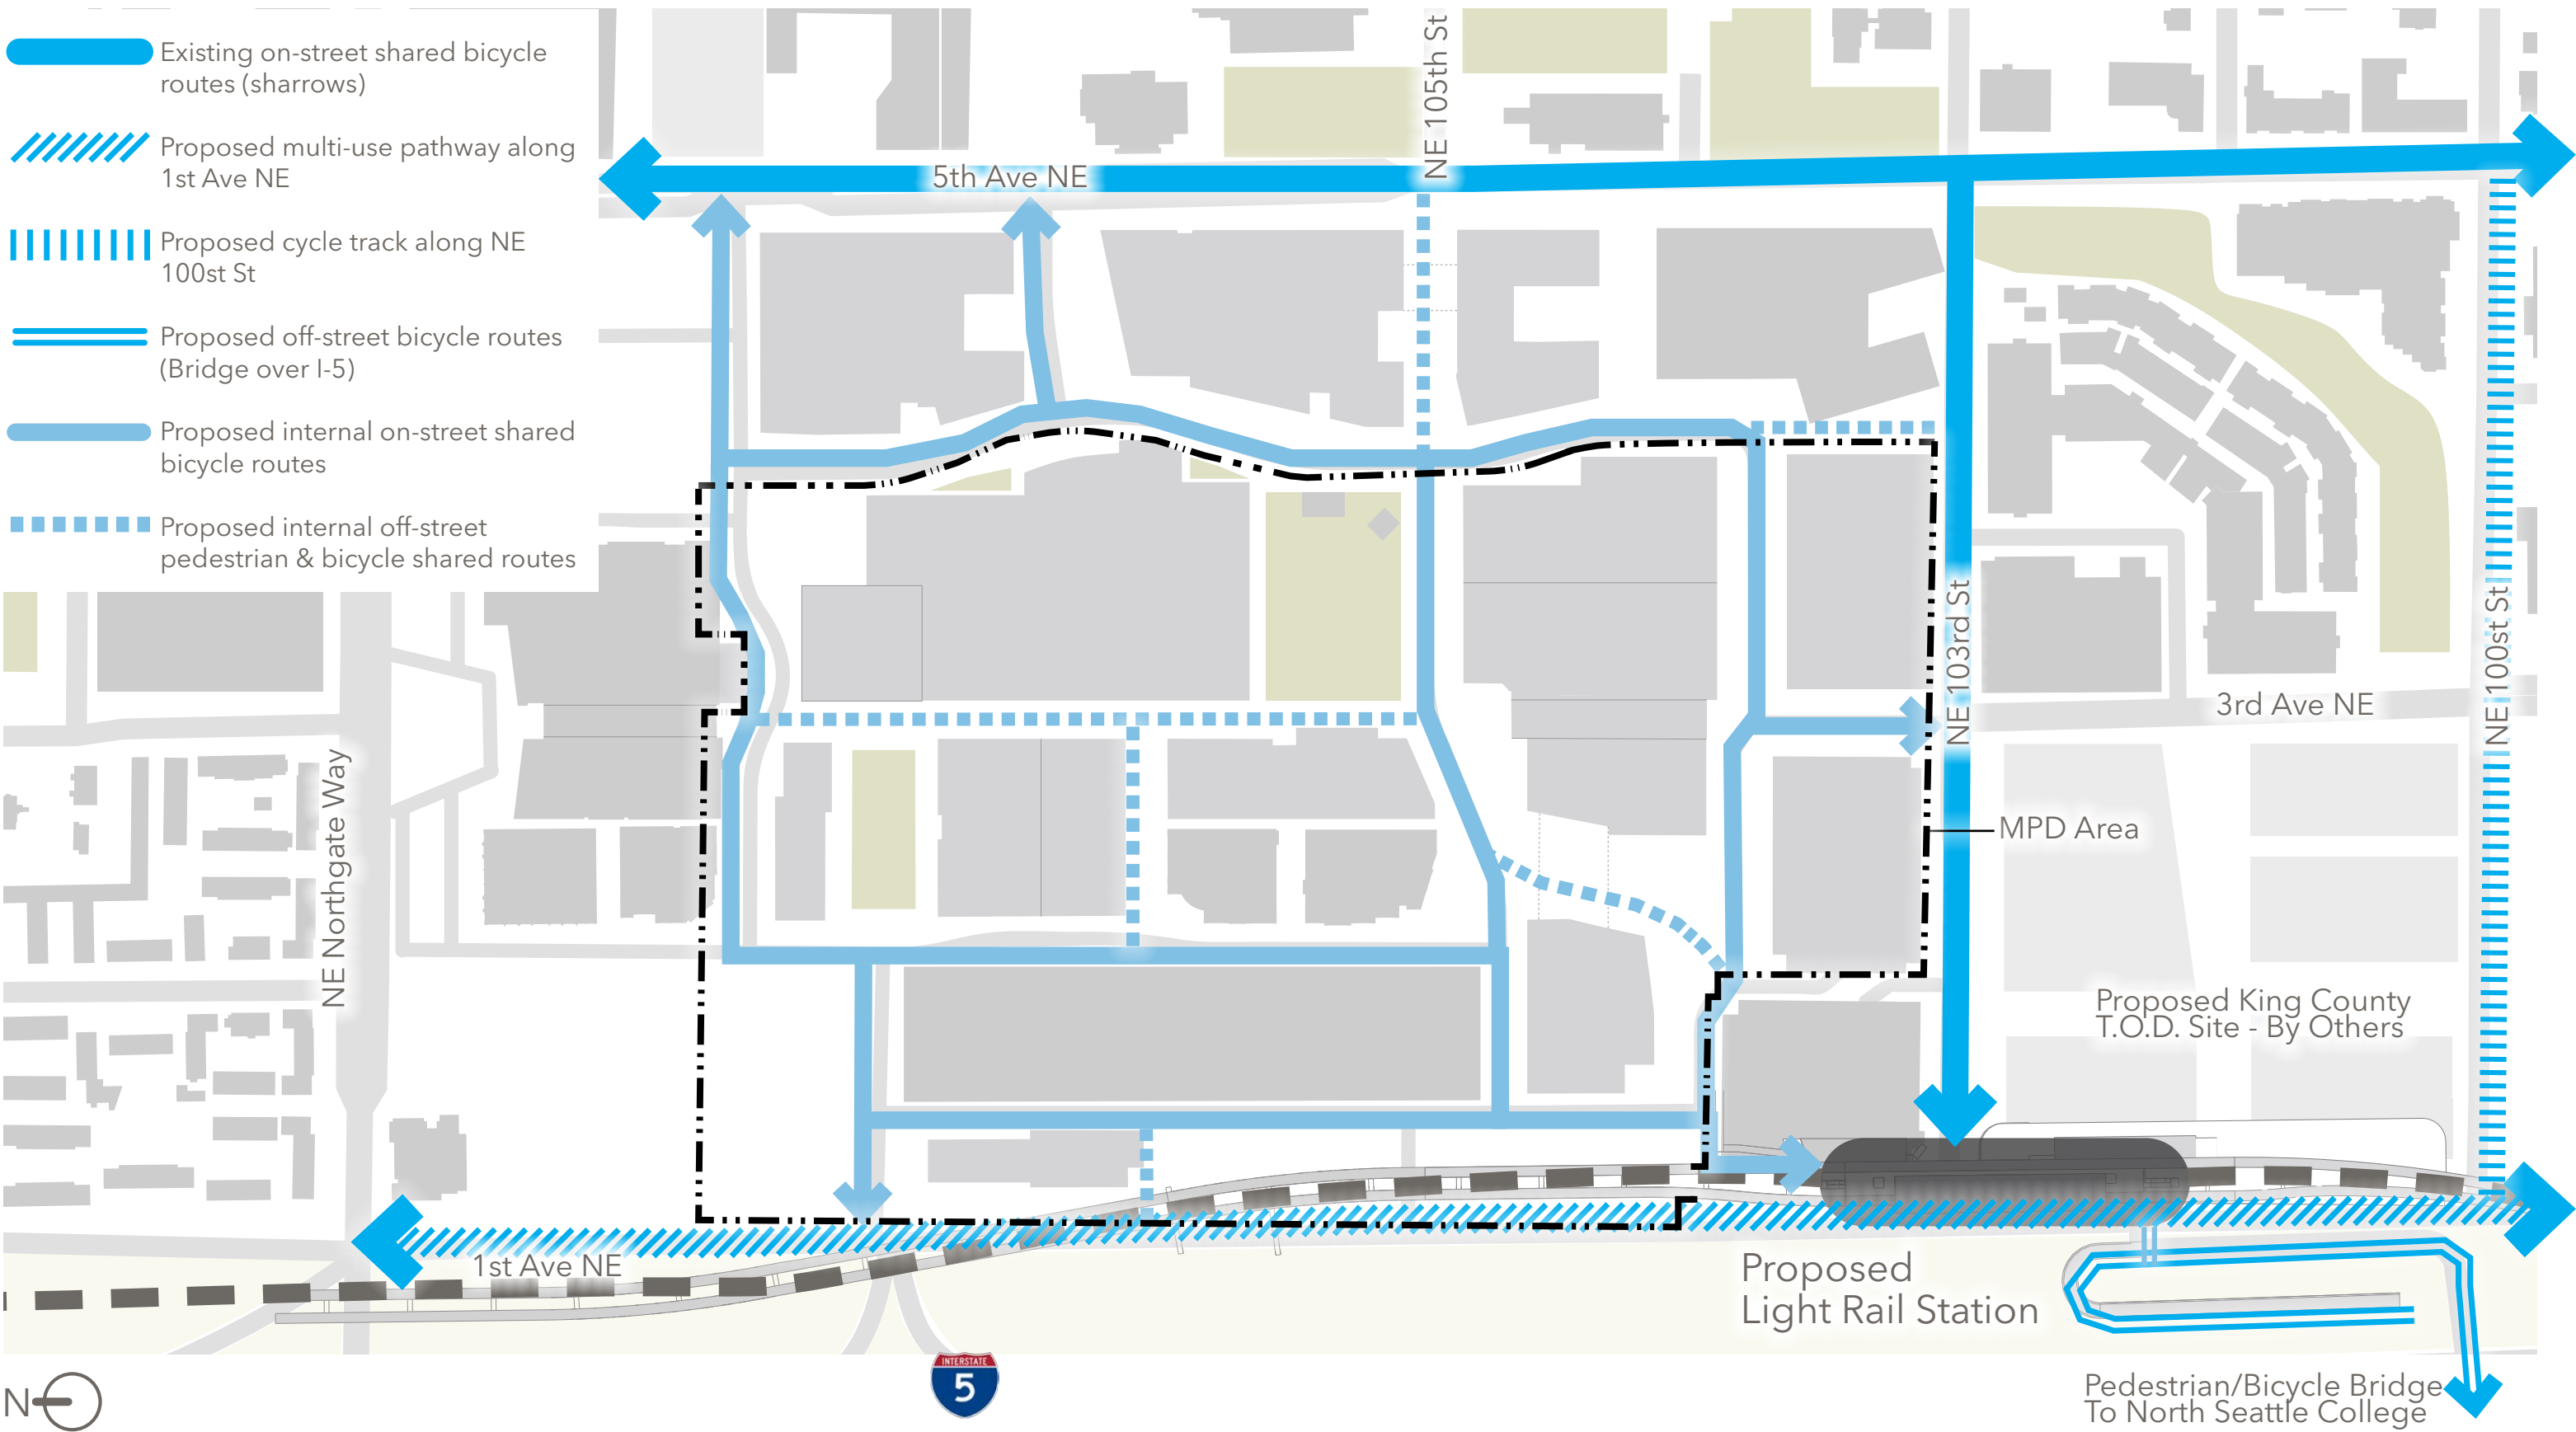 Existing on-street shared bicycle
routes (sharrows)
Proposed multi-use pathway along
1st Ave NE
Proposed cycle track along NE
100st St
Proposed off-street bicycle routes
(Bridge over I-5)
Proposed internal on-street shared
bicycle routes
Proposed internal off-street
pedestrian & bicycle shared routes
NE 105th St
5th Ave NE
NE 103rd St
NE 100st St
3rd Ave NE
NE Northgate Way
MPD Area
Proposed King County
T.O.D. Site - By Others
1st Ave NE
Proposed
Light Rail Station
INTERSTATE
5
Pedestrian/Bicycle Bridge
To North Seattle College
N